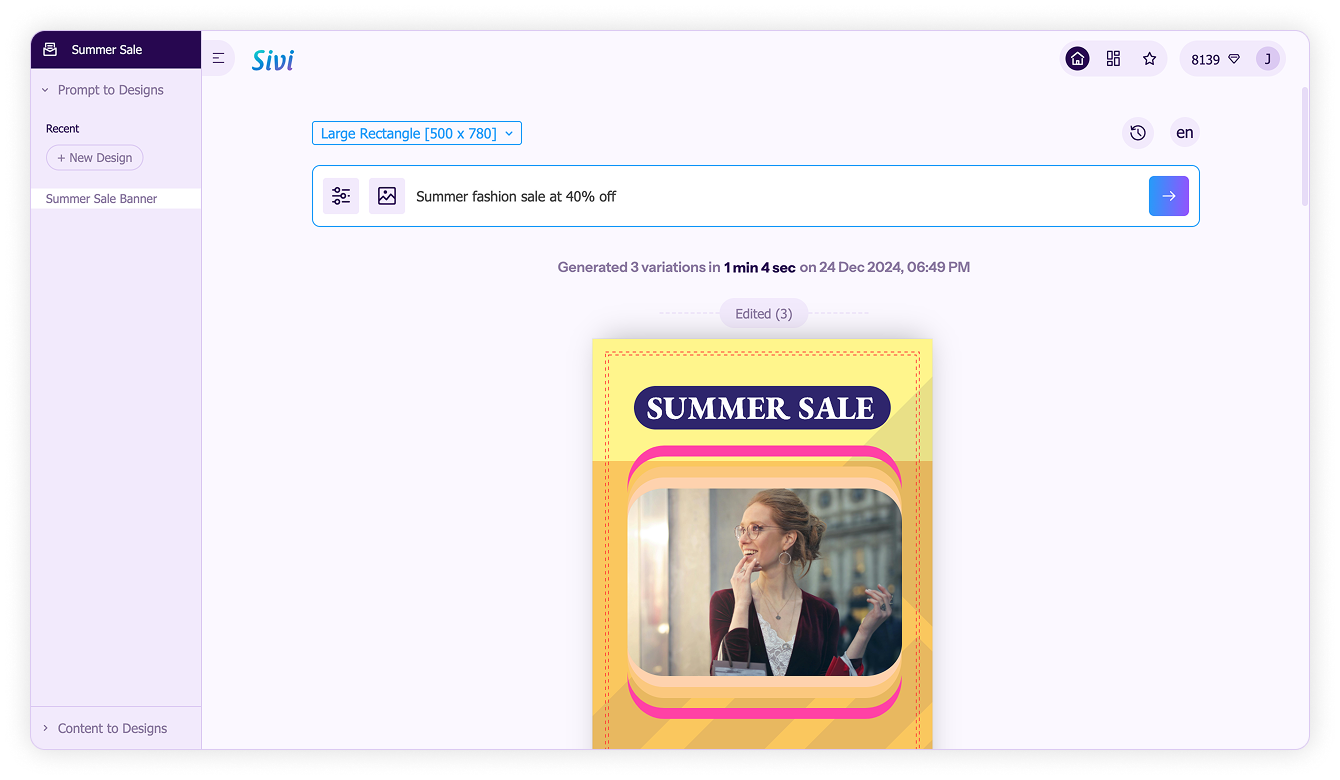 Summer Sale
Sivi
8139
J
Prompt to Designs
Recent
+ New Design
Summer Sale Banner
Large Rectangle [500 x 780]
en
Summer fashion sale at 40% off
Generated 3 variations in 1 min 4 sec on 24 Dec 2024, 06:49 PM
Edited (3)
SUMMER SALE
Content to Designs